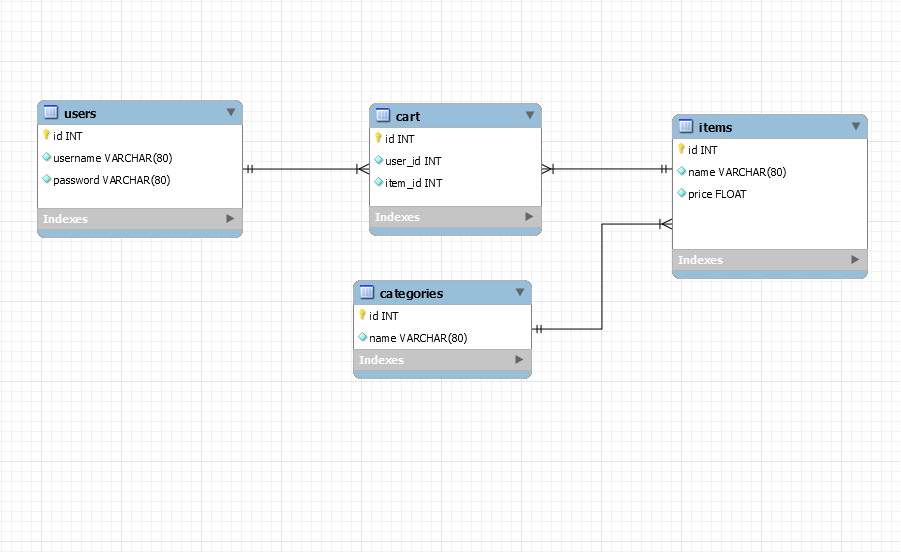 users
id INT
username VARCHAR(80)
password VARCHAR(80)
Indexes
cart
id INT
user_id INT
item_id INT
Indexes
items
id INT
name VARCHAR(80)
price FLOAT
Indexes
categories
id INT
name VARCHAR(80)
Indexes